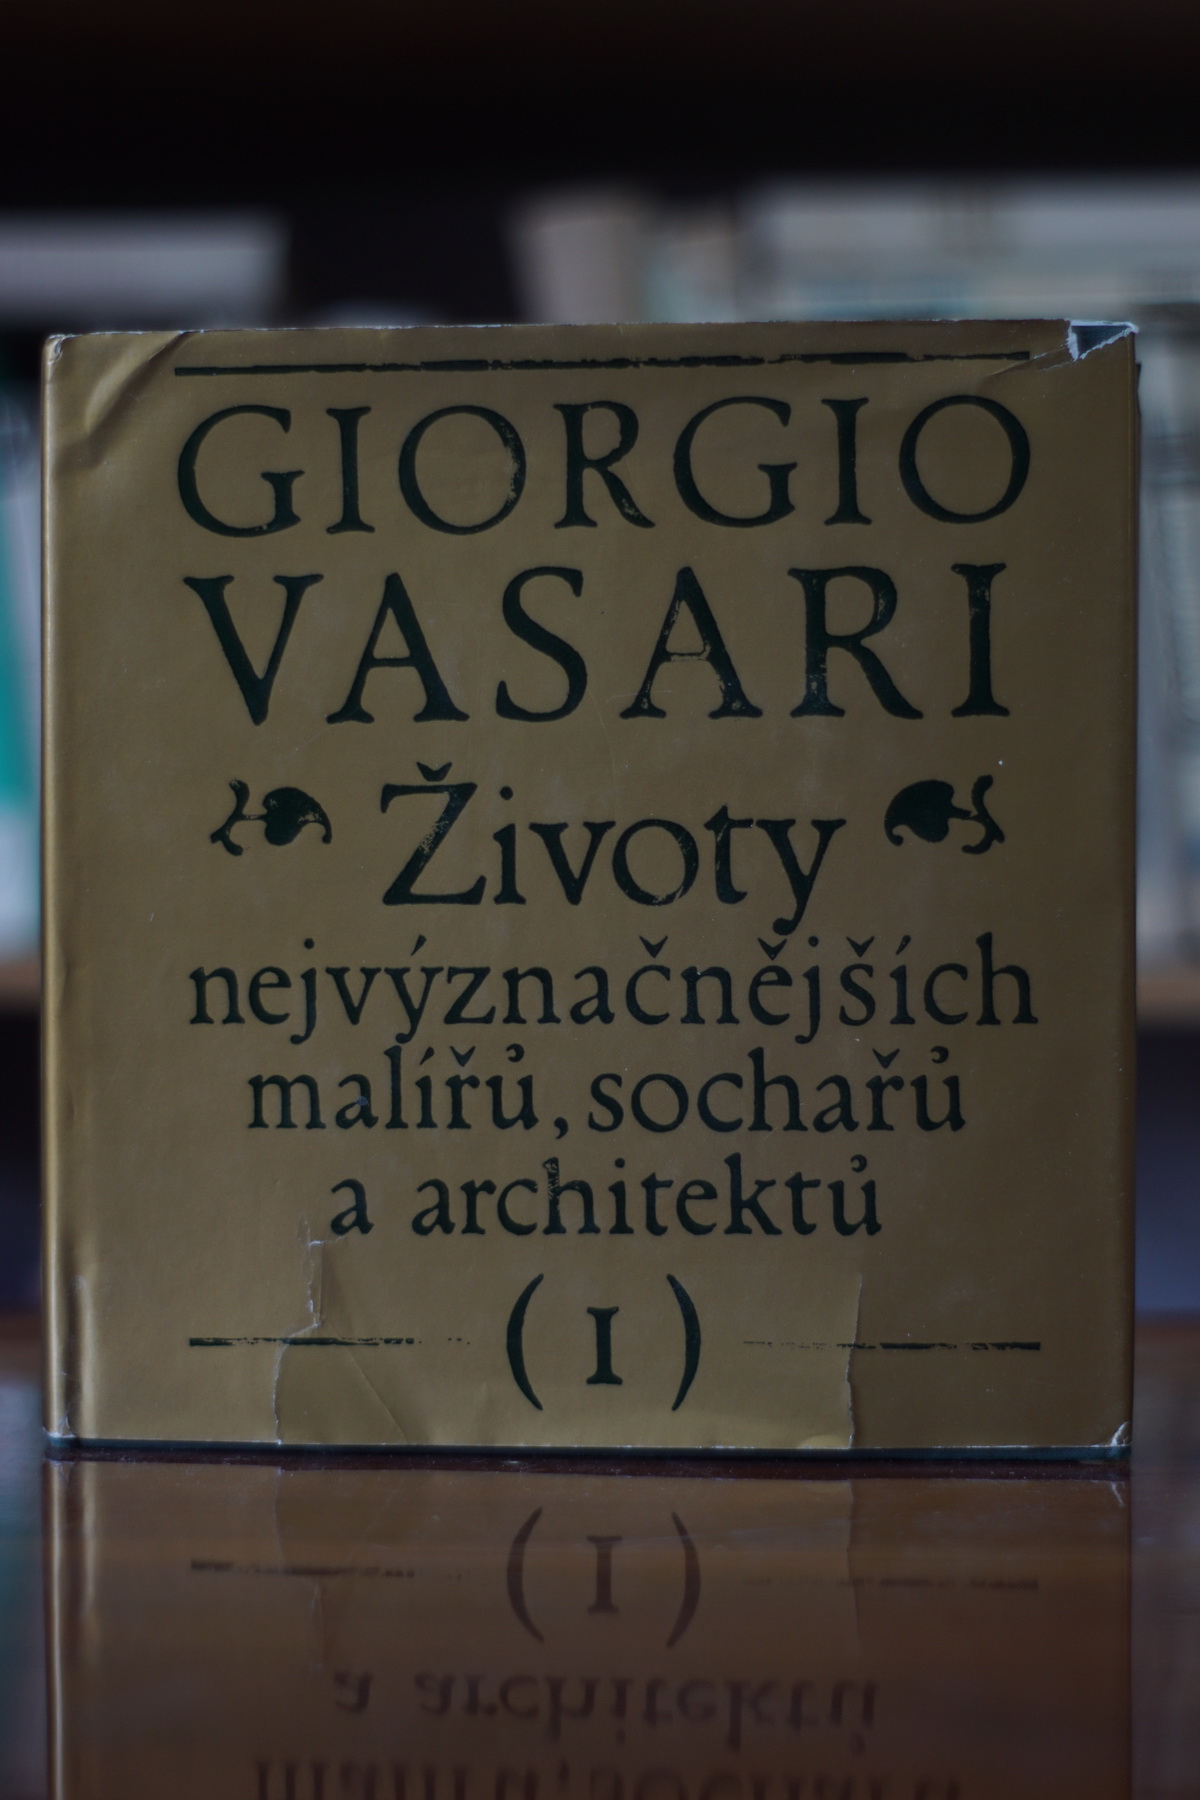 GIORGIO
VASARI
Životy
nejvýznačnějších
malířů, sochařů
a architektů
(I)